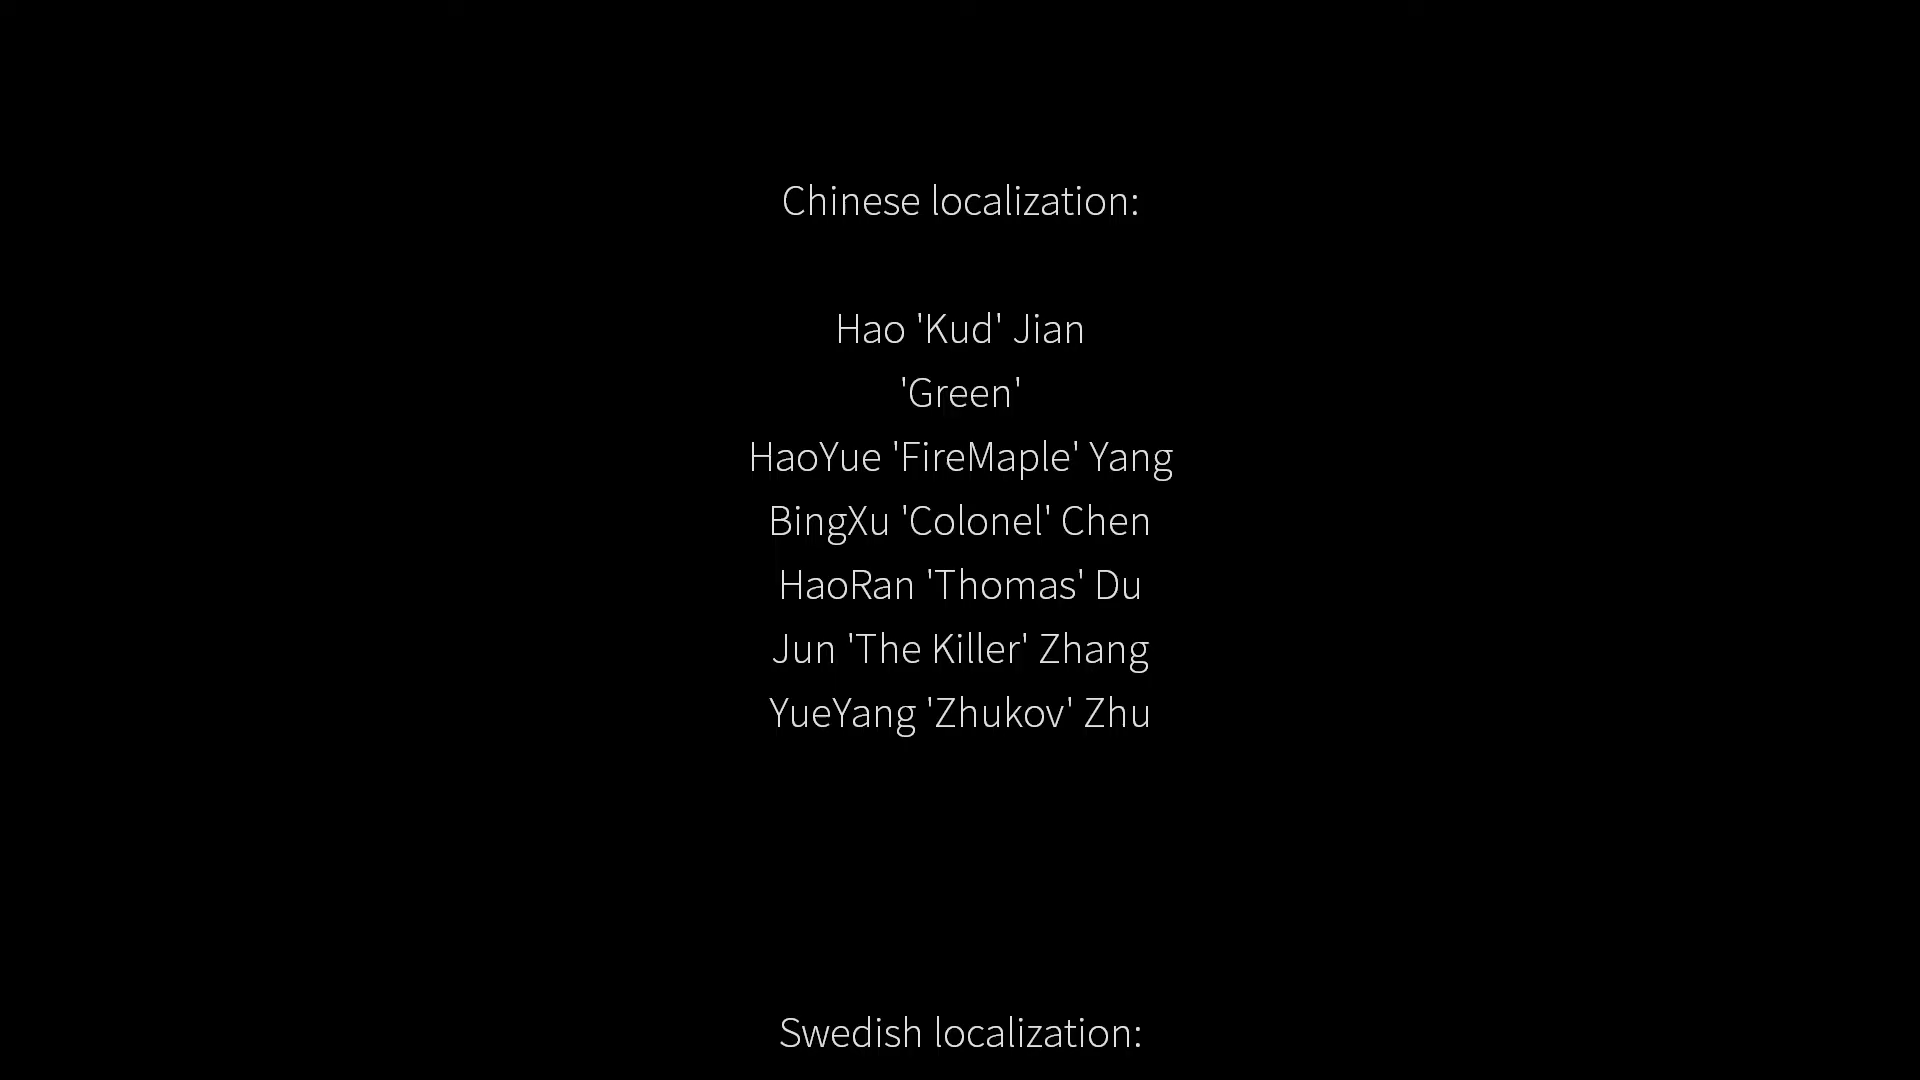 Chinese localization:
Hao 'Kud' Jian
'Green'
HaoYue 'FireMaple' Yang
BingXu 'Colonel' Chen
HaoRan 'Thomas' Du
Jun 'The Killer' Zhang
YueYang 'Zhukov' Zhu
Swedish localization: